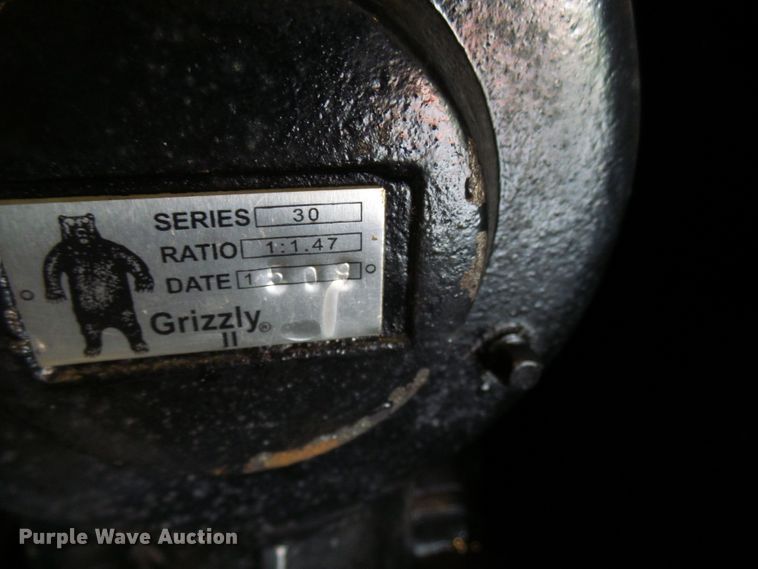 SERIES 30
RATIO 1:1.47
DATE
Grizzly®
II
Purple Wave Auction®